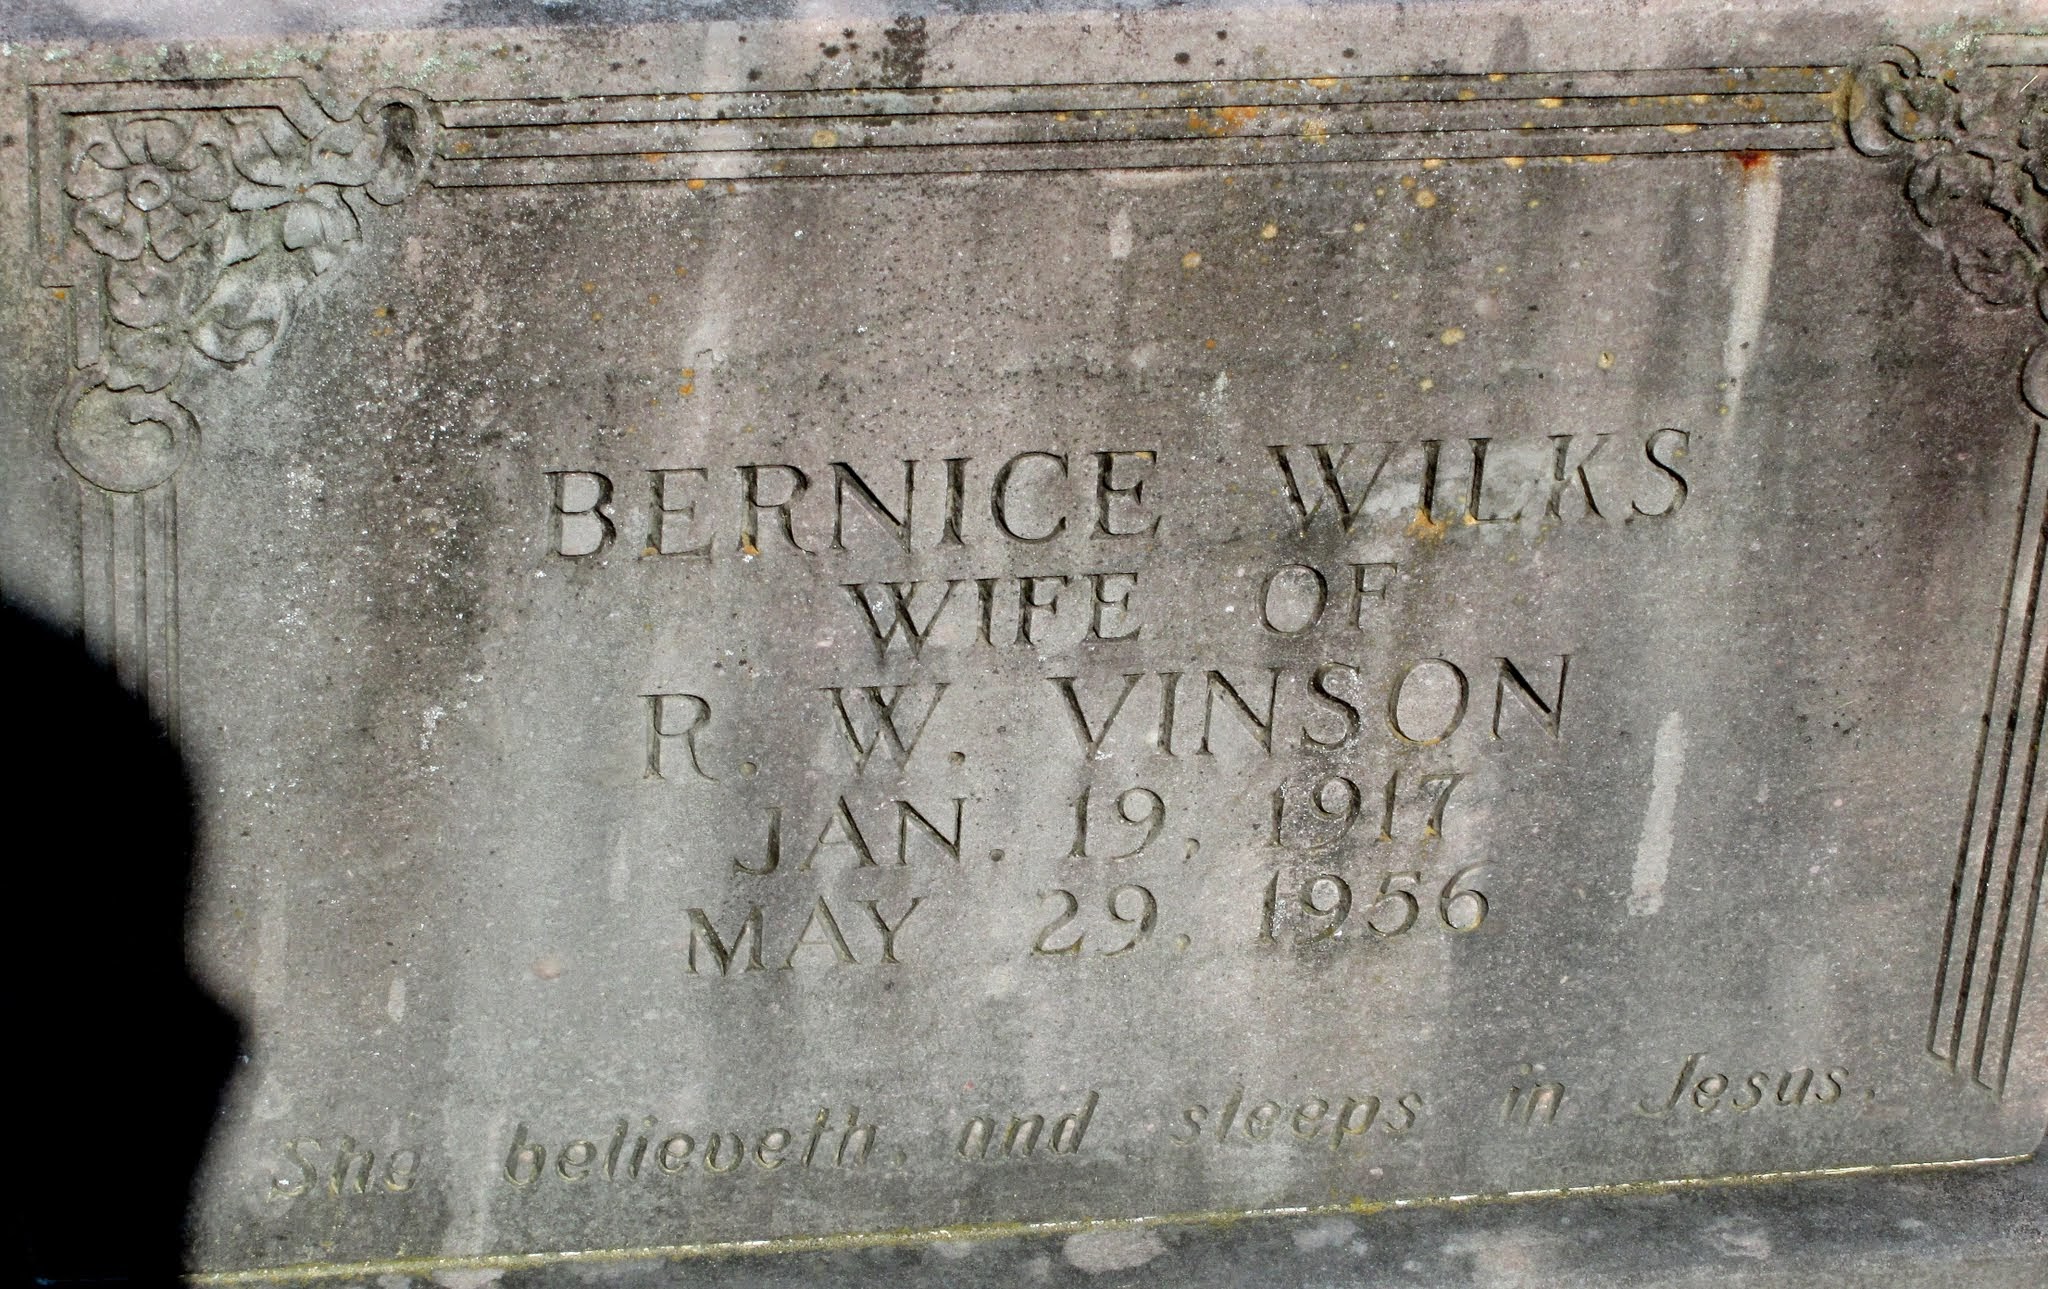 BERNICE WILKS
WIFE OF
R. W. VINSON
JAN. 19, 1917
MAY 29, 1956
She believeth, and sleeps in Jesus.